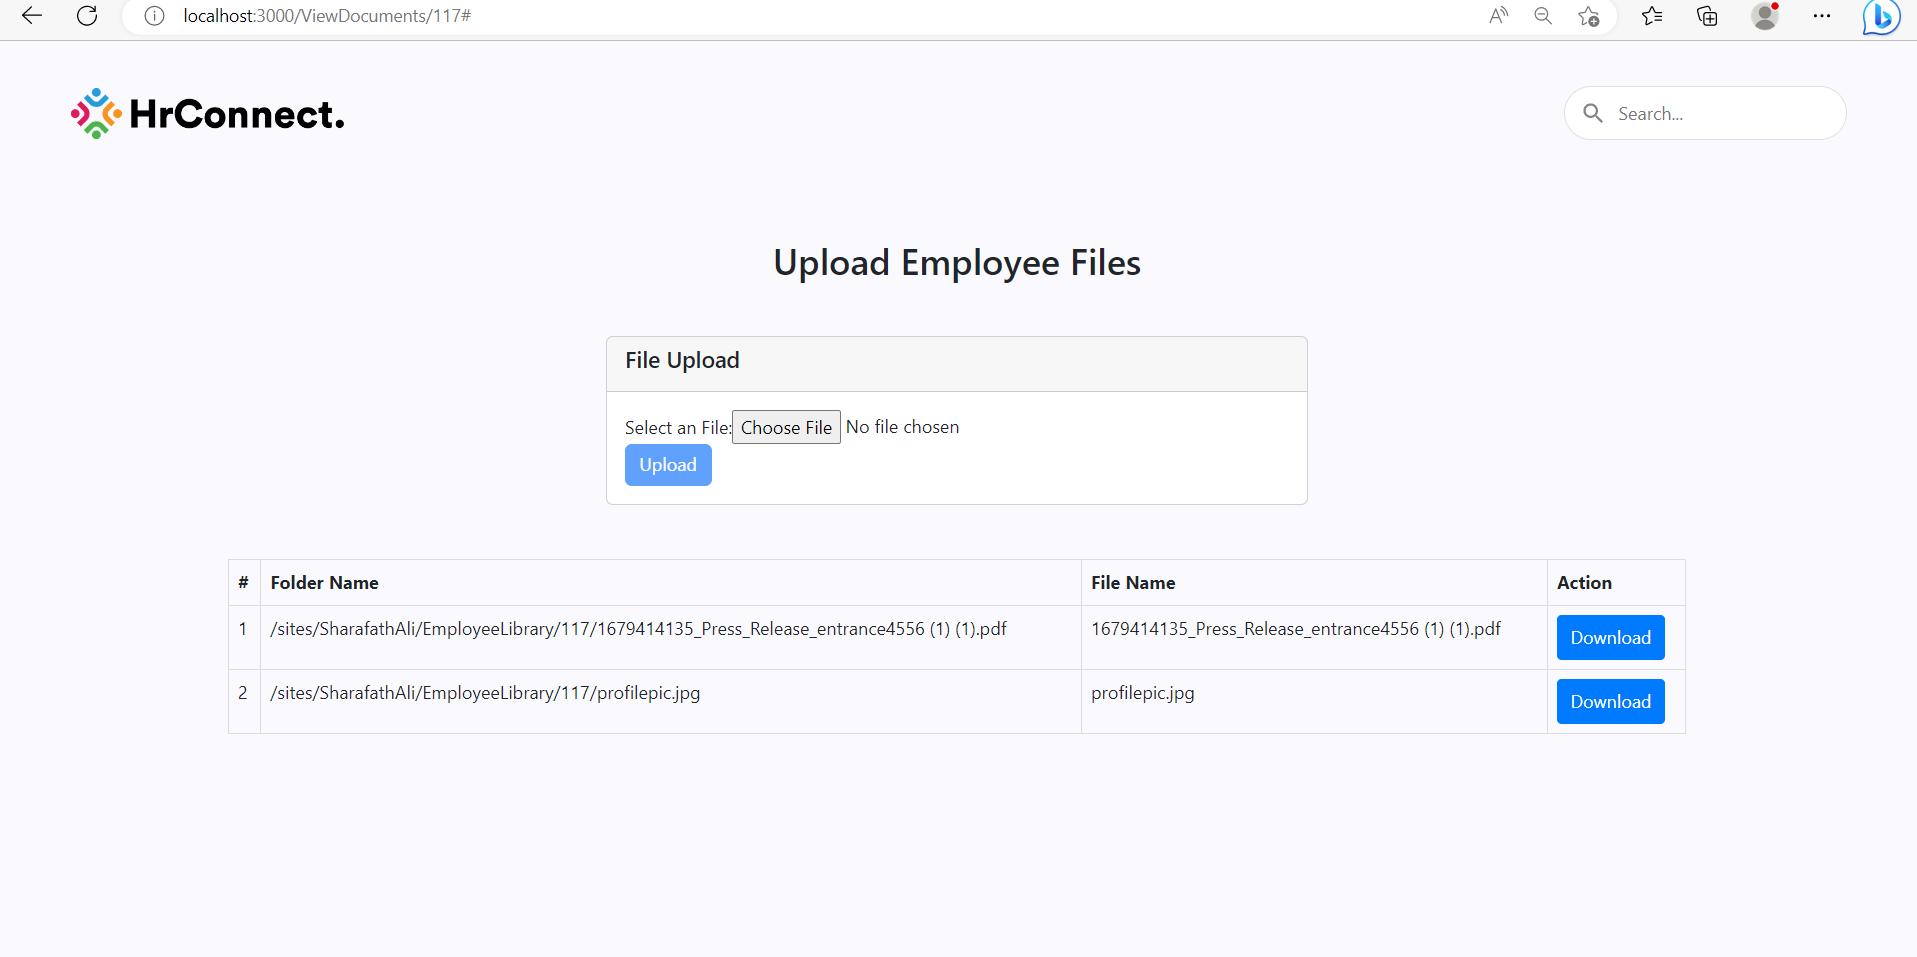 localhost:3000/ViewDocuments/117#
HrConnect.
Search...
Upload Employee Files
File Upload
Select an File: Choose File No file chosen
Upload
# Folder Name File Name Action
1 /sites/SharafathAli/EmployeeLibrary/117/1679414135_Press_Release_entrance4556 (1) (1).pdf 1679414135_Press_Release_entrance4556 (1) (1).pdf Download
2 /sites/SharafathAli/EmployeeLibrary/117/profilepic.jpg profilepic.jpg Download